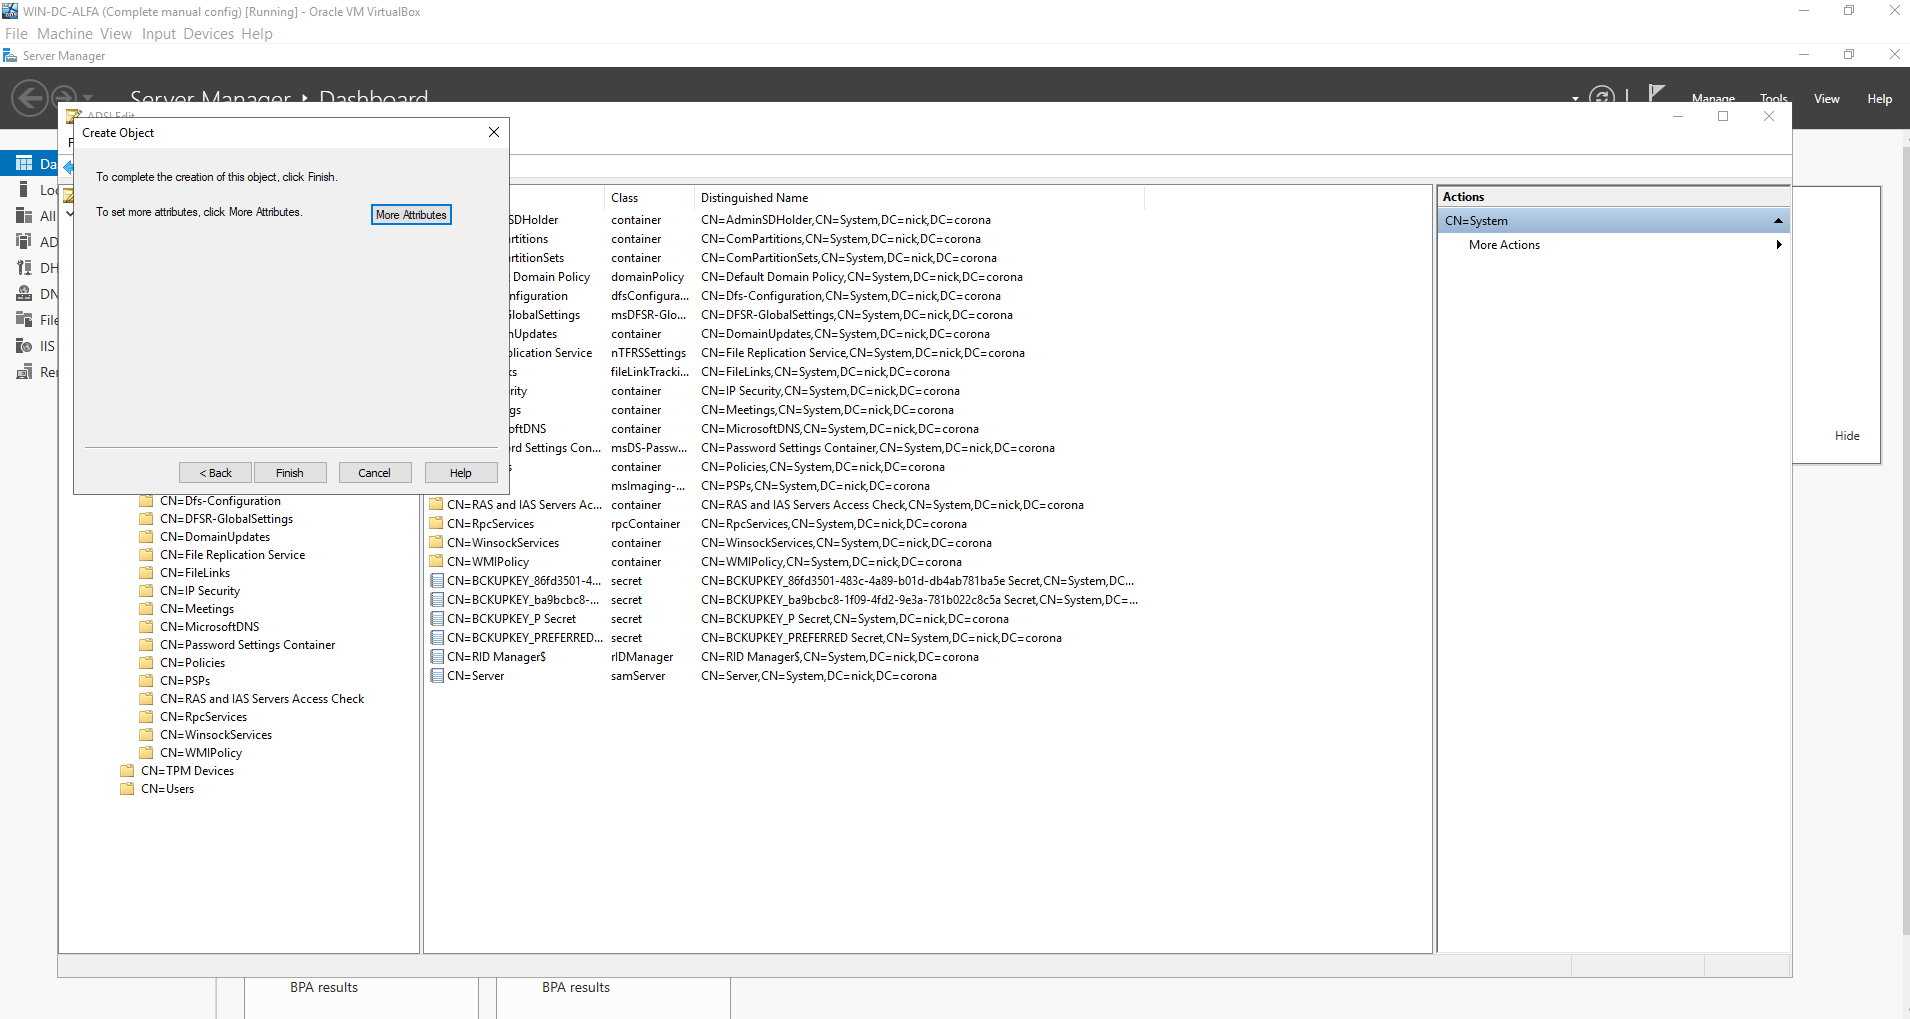 WIN-DC-ALFA (Complete manual config) [Running] - Oracle VM VirtualBox
File Machine View Input Devices Help
Server Manager
Server Manager Dashboard
Manage Tools View Help
ADSI Edit
Create Object
To complete the creation of this object, click Finish.
To set more attributes, click More Attributes.
More Attributes
< Back Finish Cancel Help
Da
Loc
All
AD
DH
DN
File
IIS
Re
F
CN=Dfs-Configuration
CN=DFSR-GlobalSettings
CN=DomainUpdates
CN=File Replication Service
CN=FileLinks
CN=IP Security
CN=Meetings
CN=MicrosoftDNS
CN=Password Settings Container
CN=Policies
CN=PSPs
CN=RAS and IAS Servers Access Check
CN=RpcServices
CN=WinsockServices
CN=WMIPolicy
CN=TPM Devices
CN=Users
Class Distinguished Name
SDHolder container CN=AdminSDHolder,CN=System,DC=nick,DC=corona
rtitions container CN=ComPartitions,CN=System,DC=nick,DC=corona
rtitionSets container CN=ComPartitionSets,CN=System,DC=nick,DC=corona
Domain Policy domainPolicy CN=Default Domain Policy,CN=System,DC=nick,DC=corona
nfiguration dfsConfigura... CN=Dfs-Configuration,CN=System,DC=nick,DC=corona
GlobalSettings msDFSR-Glo... CN=DFSR-GlobalSettings,CN=System,DC=nick,DC=corona
nUpdates container CN=DomainUpdates,CN=System,DC=nick,DC=corona
plication Service nTFRSSettings CN=File Replication Service,CN=System,DC=nick,DC=corona
ks fileLinkTracki... CN=FileLinks,CN=System,DC=nick,DC=corona
rity container CN=IP Security,CN=System,DC=nick,DC=corona
gs container CN=Meetings,CN=System,DC=nick,DC=corona
oftDNS container CN=MicrosoftDNS,CN=System,DC=nick,DC=corona
rd Settings Con... msDS-Passw... CN=Password Settings Container,CN=System,DC=nick,DC=corona
s container CN=Policies,CN=System,DC=nick,DC=corona
msImaging-... CN=PSPs,CN=System,DC=nick,DC=corona
CN=RAS and IAS Servers Ac... container CN=RAS and IAS Servers Access Check,CN=System,DC=nick,DC=corona
CN=RpcServices rpcContainer CN=RpcServices,CN=System,DC=nick,DC=corona
CN=WinsockServices container CN=WinsockServices,CN=System,DC=nick,DC=corona
CN=WMIPolicy container CN=WMIPolicy,CN=System,DC=nick,DC=corona
CN=BCKUPKEY_86fd3501-4... secret CN=BCKUPKEY_86fd3501-483c-4a89-b01d-db4ab781ba5e Secret,CN=System,DC...
CN=BCKUPKEY_ba9bcbc8-... secret CN=BCKUPKEY_ba9bcbc8-1f09-4fd2-9e3a-781b022c8c5a Secret,CN=System,DC=...
CN=BCKUPKEY_P Secret secret CN=BCKUPKEY_P Secret,CN=System,DC=nick,DC=corona
CN=BCKUPKEY_PREFERRED... secret CN=BCKUPKEY_PREFERRED Secret,CN=System,DC=nick,DC=corona
CN=RID Manager$ rIDManager CN=RID Manager$,CN=System,DC=nick,DC=corona
CN=Server samServer CN=Server,CN=System,DC=nick,DC=corona
Actions
CN=System
More Actions
Hide
BPA results
BPA results